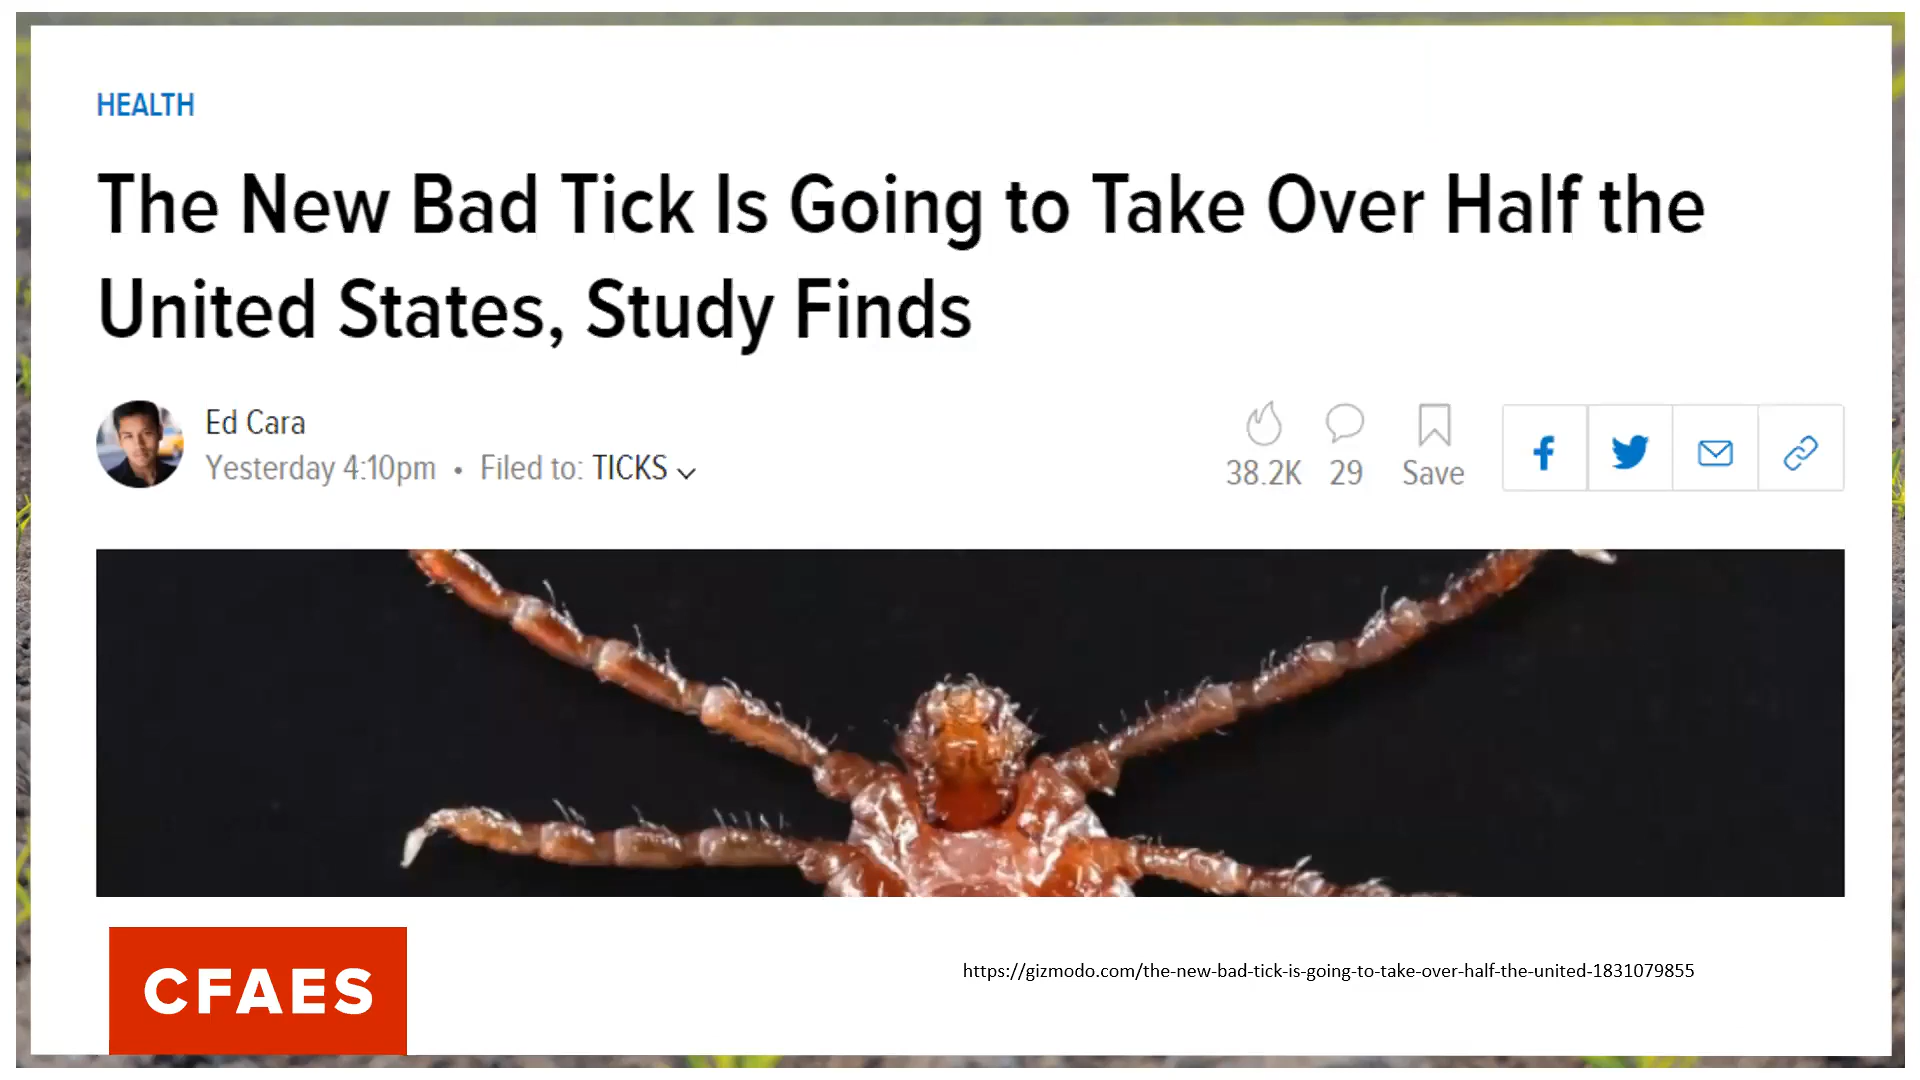 HEALTH
The New Bad Tick Is Going to Take Over Half the
United States, Study Finds
Ed Cara
Yesterday 4:10pm • Filed to: TICKS
38.2K 29 Save
CFAES
https://gizmodo.com/the-new-bad-tick-is-going-to-take-over-half-the-united-1831079855